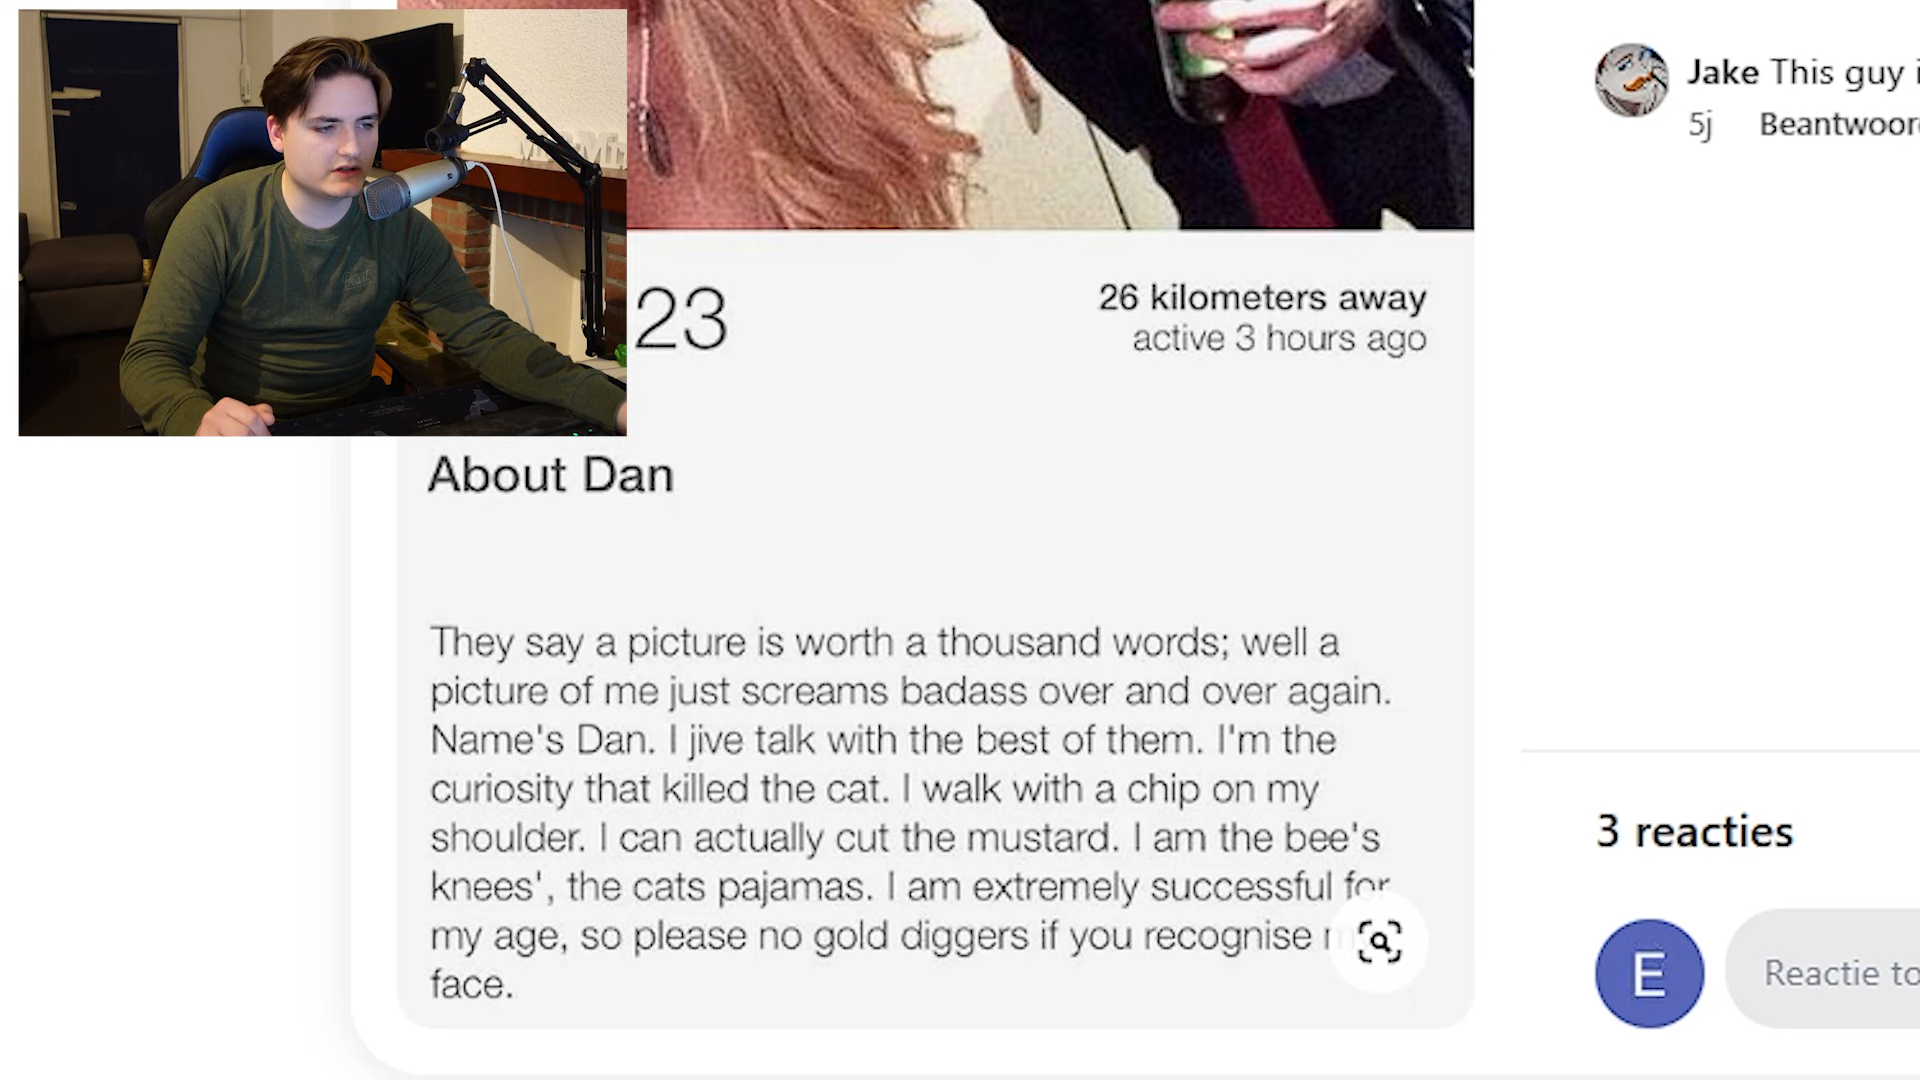 23
26 kilometers away
active 3 hours ago
About Dan
They say a picture is worth a thousand words; well a
picture of me just screams badass over and over again.
Name's Dan. I jive talk with the best of them. I'm the
curiosity that killed the cat. I walk with a chip on my
shoulder. I can actually cut the mustard. I am the bee's
knees', the cats pajamas. I am extremely successful for
my age, so please no gold diggers if you recognise
face.
Jake This guy
5j
3 reacties
E
Reactie